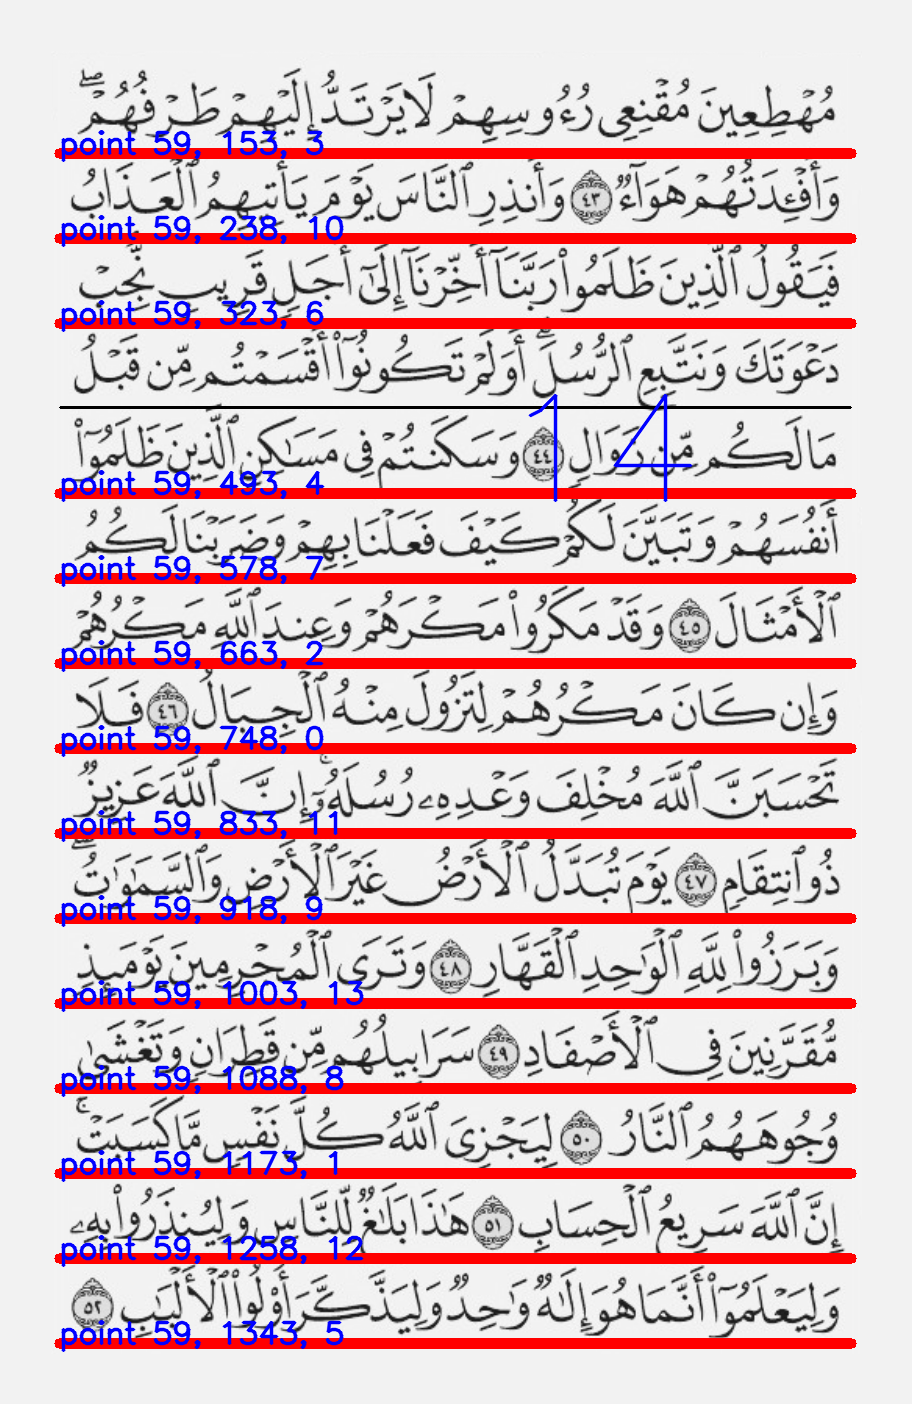 مُهْطِعِينَ مُقْنِعِى رُءُوسِهِمْ لَا يَرْتَدُّ إِلَيْهِمْ طَرْفُهُمْ ۖ
point 59, 153, 3
وَأَفْـِٔدَتُهُمْ هَوَآءٌ ٤٣ وَأَنذِرِ ٱلنَّاسَ يَوْمَ يَأْتِيهِمُ ٱلْعَذَابُ
point 59, 238, 10
فَيَقُولُ ٱلَّذِينَ ظَلَمُوا۟ رَبَّنَآ أَخِّرْنَآ إِلَىٰٓ أَجَلٍ قَرِيبٍ نُّجِبْ
point 59, 323, 6
دَعْوَتَكَ وَنَتَّبِعِ ٱلرُّسُلَ ۗ أَوَلَمْ تَكُونُوٓا۟ أَقْسَمْتُم مِّن قَبْلُ
14
مَا لَكُم مِّن زَوَالٍ ٤٤ وَسَكَنتُمْ فِى مَسَـٰكِنِ ٱلَّذِينَ ظَلَمُوٓا۟
point 59, 493, 4
أَنفُسَهُمْ وَتَبَيَّنَ لَكُمْ كَيْفَ فَعَلْنَا بِهِمْ وَضَرَبْنَا لَكُمُ
point 59, 578, 7
ٱلْأَمْثَالَ ٤٥ وَقَدْ مَكَرُوا۟ مَكْرَهُمْ وَعِندَ ٱللَّهِ مَكْرُهُمْ
point 59, 663, 2
وَإِن كَانَ مَكْرُهُمْ لِتَزُولَ مِنْهُ ٱلْجِبَالُ ٤٦ فَلَا
point 59, 748, 0
تَحْسَبَنَّ ٱللَّهَ مُخْلِفَ وَعْدِهِۦ رُسُلَهُۥٓ ۗ إِنَّ ٱللَّهَ عَزِيزٌ
point 59, 833, 11
ذُو ٱنتِقَامٍ ٤٧ يَوْمَ تُبَدَّلُ ٱلْأَرْضُ غَيْرَ ٱلْأَرْضِ وَٱلسَّمَـٰوَٰتُ ۖ
point 59, 918, 9
وَبَرَزُوا۟ لِلَّهِ ٱلْوَٰحِدِ ٱلْقَهَّارِ ٤٨ وَتَرَى ٱلْمُجْرِمِينَ يَوْمَئِذٍ
point 59, 1003, 13
مُّقَرَّنِينَ فِى ٱلْأَصْفَادِ ٤٩ سَرَابِيلُهُم مِّن قَطِرَانٍ وَتَغْشَىٰ
point 59, 1088, 8
وُجُوهَهُمُ ٱلنَّارُ ٥٠ لِيَجْزِىَ ٱللَّهُ كُلَّ نَفْسٍ مَّا كَسَبَتْ ۚ
point 59, 1173, 1
إِنَّ ٱللَّهَ سَرِيعُ ٱلْحِسَابِ ٥١ هَـٰذَا بَلَـٰغٌ لِّلنَّاسِ وَلِيُنذَرُوا۟ بِهِۦ
point 59, 1258, 12
وَلِيَعْلَمُوٓا۟ أَنَّمَا هُوَ إِلَـٰهٌ وَٰحِدٌ وَلِيَذَّكَّرَ أُو۟لُوا۟ ٱلْأَلْبَـٰبِ ٥٢
point 59, 1343, 5